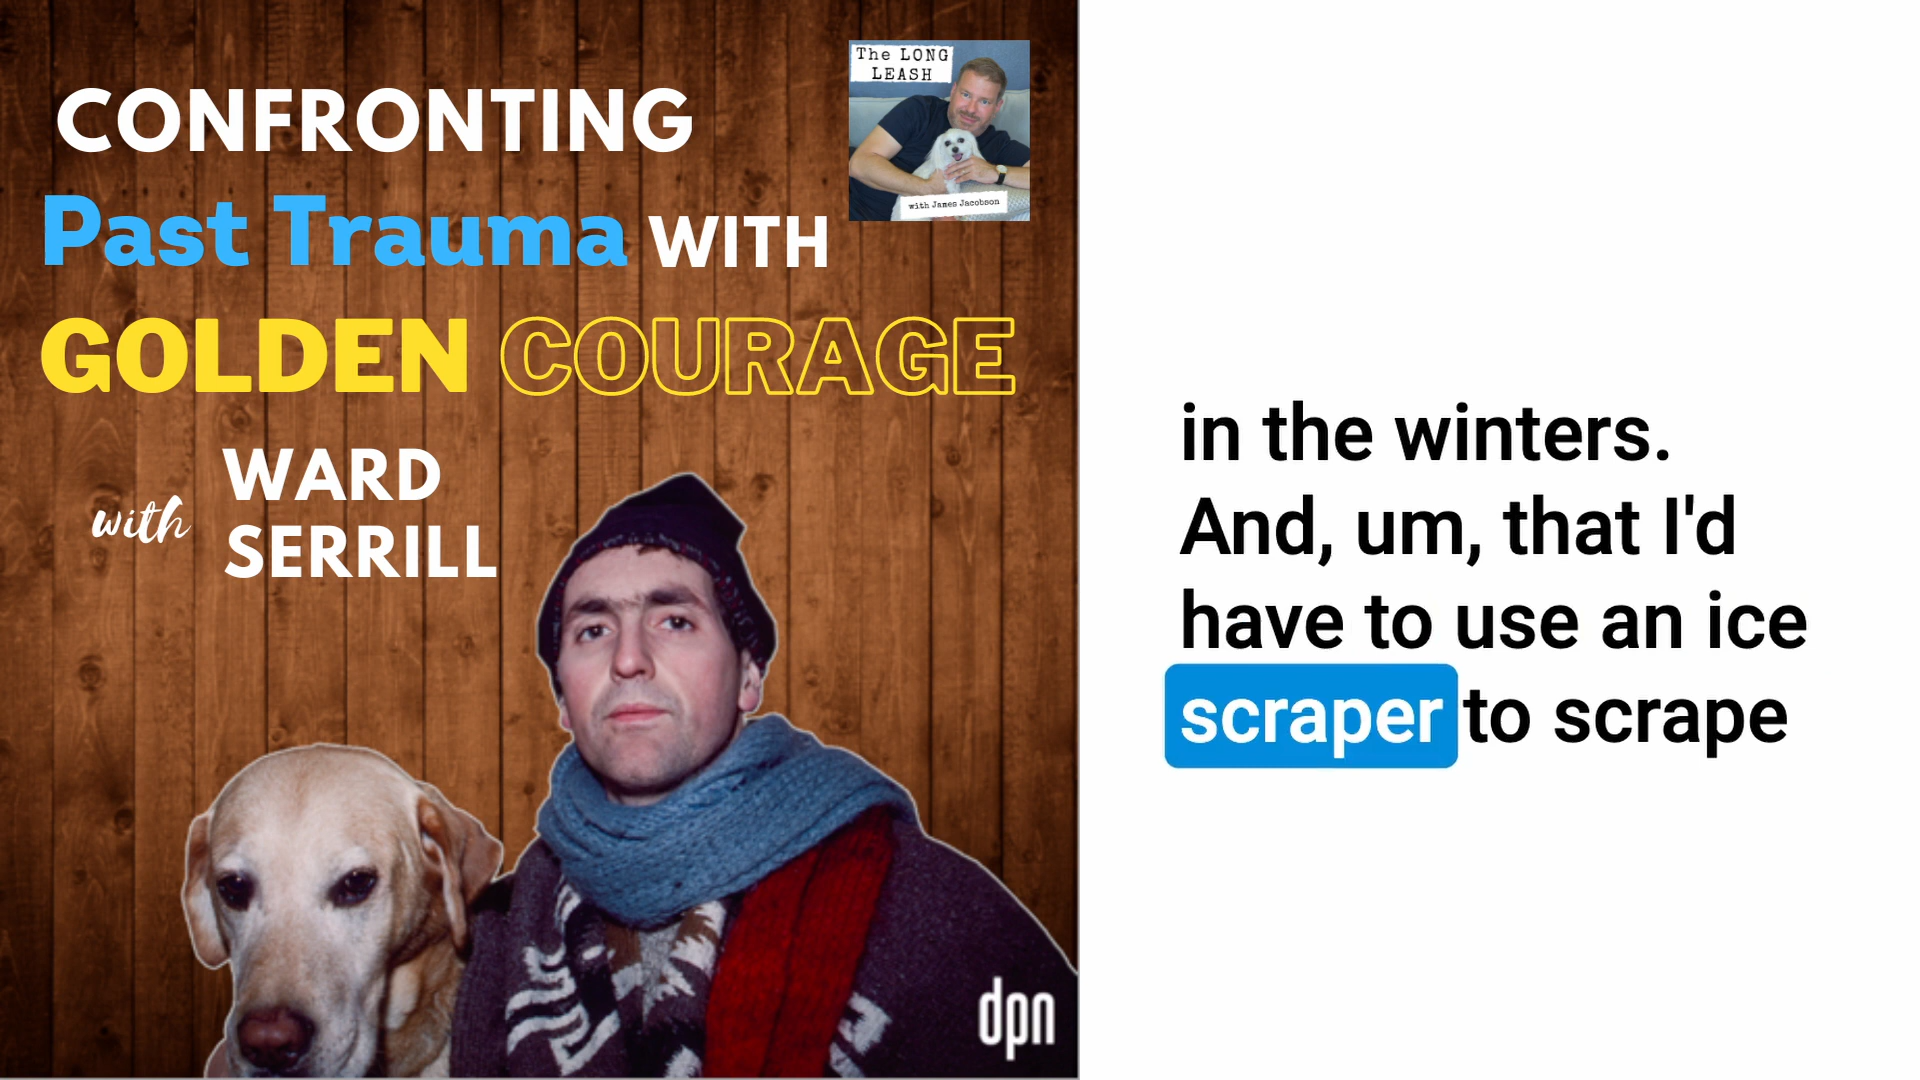 CONFRONTING
Past Trauma WITH
GOLDEN COURAGE
with WARD
SERRILL
The LONG
LEASH
with James Jacobson
dpn
in the winters.
And, um, that I'd
have to use an ice
scraper to scrape